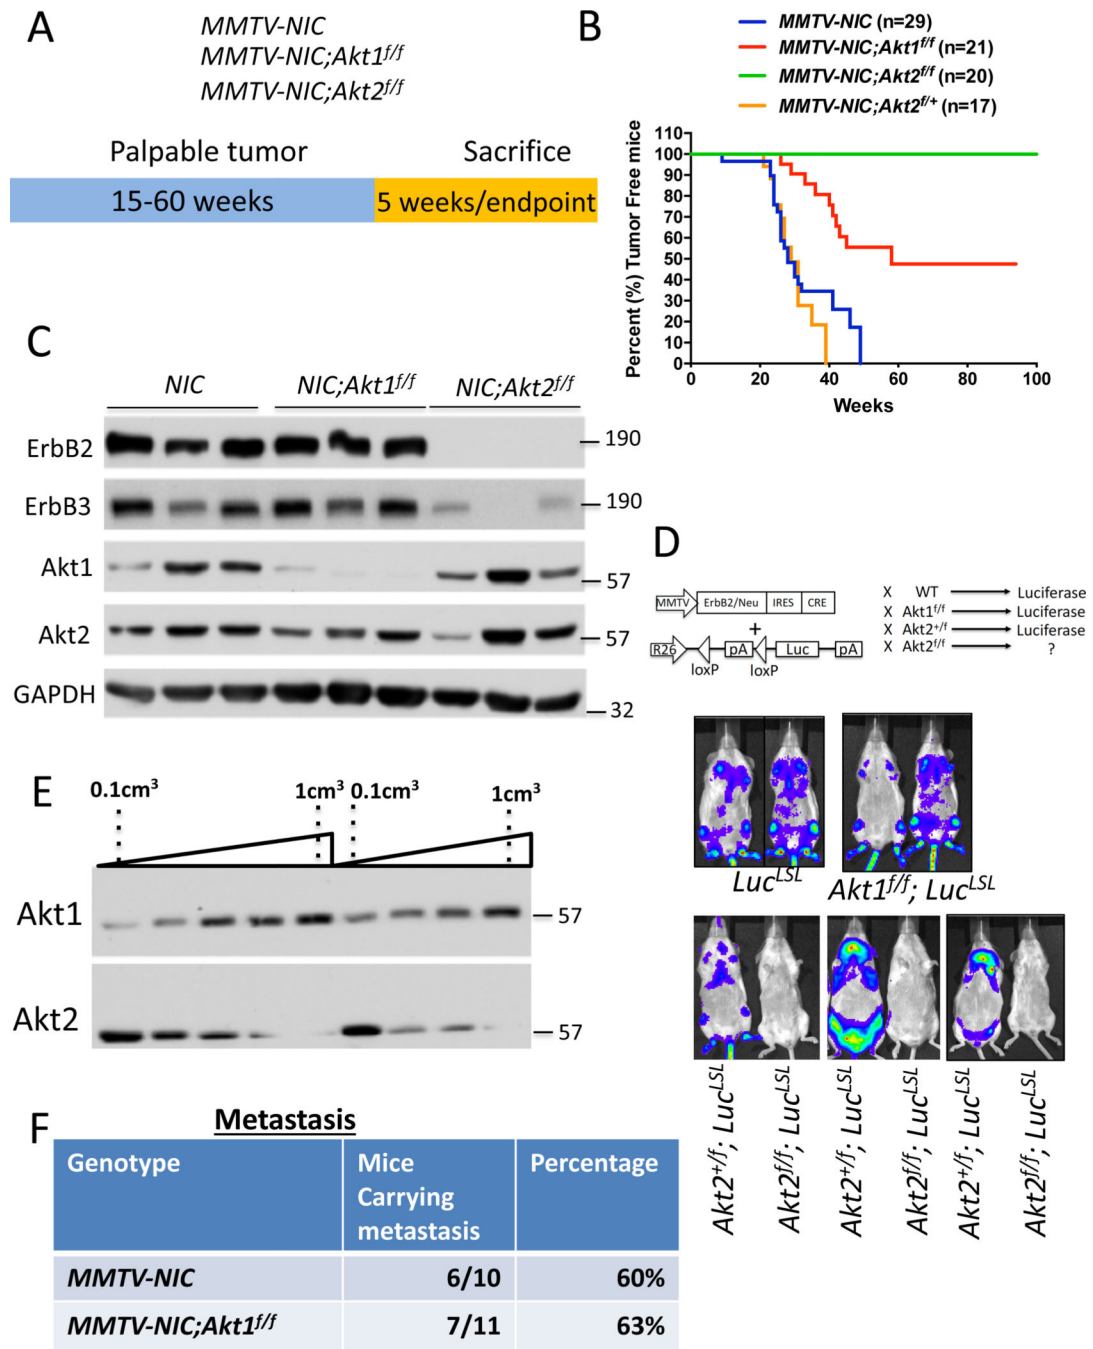 A
MMTV-NIC
MMTV-NIC;Akt1f/f
MMTV-NIC;Akt2f/f
Palpable tumor
Sacrifice
15-60 weeks
5 weeks/endpoint
B
MMTV-NIC (n=29)
MMTV-NIC;Akt1f/f (n=21)
MMTV-NIC;Akt2f/f (n=20)
MMTV-NIC;Akt2f/+ (n=17)
Percent (%) Tumor Free mice
110
100
90
80
70
60
50
40
30
20
10
0
0 20 40 60 80 100
Weeks
C
NIC NIC;Akt1f/f NIC;Akt2f/f
ErbB2 190
ErbB3 190
Akt1 57
Akt2 57
GAPDH 32
D
MMTV ErbB2/Neu IRES CRE
+
R26 pA Luc pA
loxP loxP
X WT Luciferase
X Akt1f/f Luciferase
X Akt2+/f Luciferase
X Akt2f/f ?
LucLSL
Akt1f/f; LucLSL
Akt2+/f; LucLSL
Akt2f/f; LucLSL
Akt2+/f; LucLSL
Akt2f/f; LucLSL
Akt2+/f; LucLSL
Akt2f/f; LucLSL
E
0.1cm3 1cm3 0.1cm3 1cm3
Akt1 57
Akt2 57
F
Metastasis
Genotype
Mice Carrying metastasis
Percentage
MMTV-NIC 6/10 60%
MMTV-NIC;Akt1f/f 7/11 63%